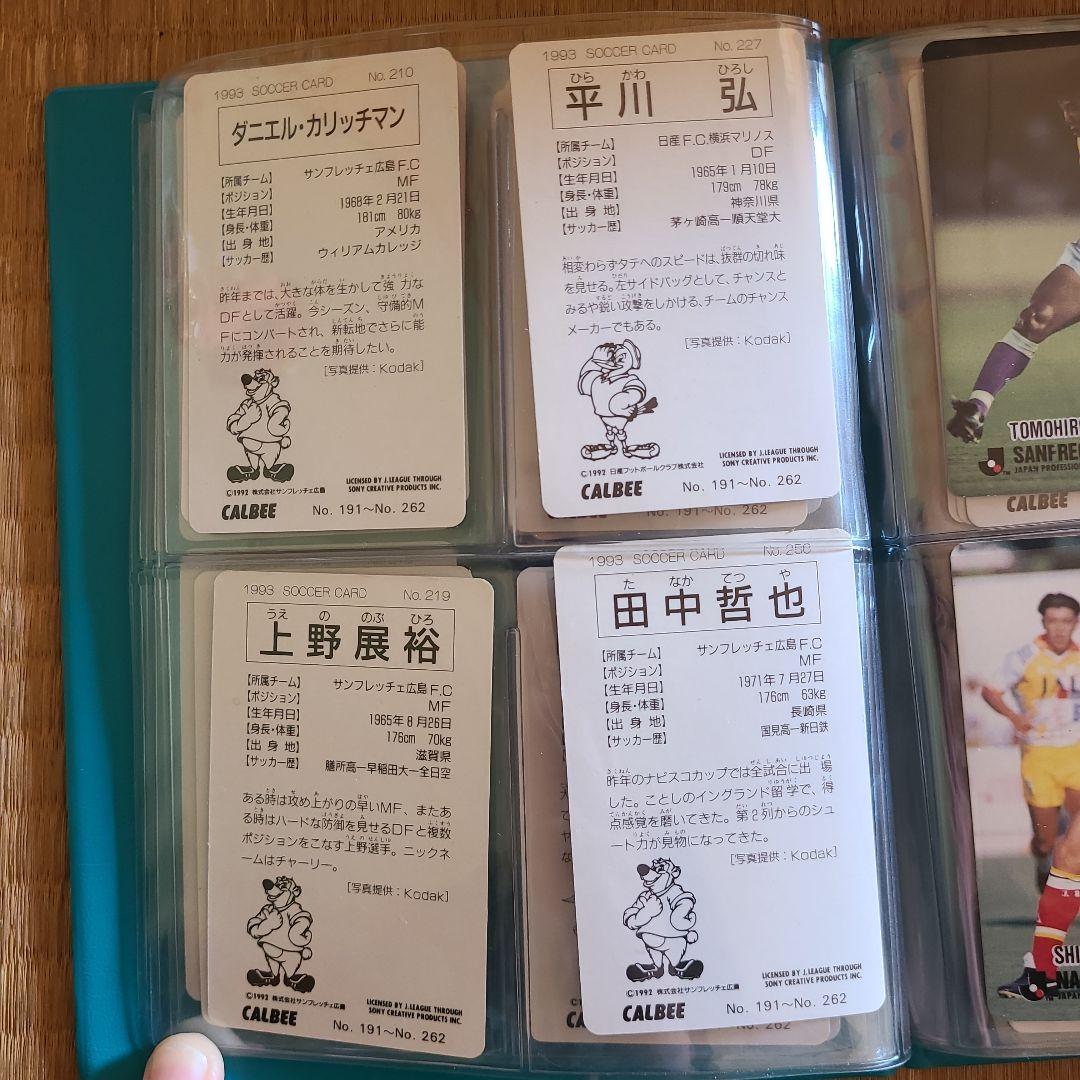 1993 SOCCER CARD No. 210
ダニエル・カリッチマン
【所属チーム】 サンフレッチェ広島F.C
【ポジション】 MF
【生年月日】 1968年2月21日
【身長・体重】 181cm 80kg
【出身地】 アメリカ
【サッカー歴】 ウィリアムカレッジ
昨年までは、大きな体を生かして強力な
DFとして活躍。今シーズン、守備的M
Fにコンバートされ、新転地でさらに能
力が発揮されることを期待したい。
[写真提供:Kodak]
©1992 株式会社サンフレッチェ広島
LICENSED BY J.LEAGUE THROUGH
SONY CREATIVE PRODUCTS INC.
CALBEE No. 191〜No. 262
1993 SOCCER CARD No. 227
ひら かわ ひろし
平川 弘
【所属チーム】 日産F.C.横浜マリノス
【ポジション】 DF
【生年月日】 1965年1月10日
【身長・体重】 179cm 78kg
【出身地】 神奈川県
【サッカー歴】 茅ヶ崎高ー順天堂大
相変わらずタテへのスピードは、抜群の切れ味
を見せる。左サイドバッグとして、チャンスと
みるや鋭い攻撃をしかける、チームのチャンス
メーカーでもある。
[写真提供:Kodak]
©1992 日産フットボールクラブ株式会社
LICENSED BY J.LEAGUE THROUGH
SONY CREATIVE PRODUCTS INC.
CALBEE No. 191〜No. 262
No. 191〜No. 262
1993 SOCCER CARD No. 219
うえ の のぶ ひろ
上野展裕
【所属チーム】 サンフレッチェ広島F.C
【ポジション】 MF
【生年月日】 1965年8月26日
【身長・体重】 176cm 70kg
【出身地】 滋賀県
【サッカー歴】 膳所高ー早稲田大ー全日空
ある時は攻め上がりの早いMF、またあ
る時はハードな防御を見せるDFと複数
ポジションをこなす上野選手。ニックネ
ームはチャーリー。
[写真提供:Kodak]
©1992 株式会社サンフレッチェ広島
LICENSED BY J.LEAGUE THROUGH
SONY CREATIVE PRODUCTS INC.
CALBEE No. 191〜No. 262
1993 SOCCER CARD No. 256
た なか てつ や
田中哲也
【所属チーム】 サンフレッチェ広島F.C
【ポジション】 MF
【生年月日】 1971年7月27日
【身長・体重】 176cm 63kg
【出身地】 長崎県
【サッカー歴】 国見高ー新日鉄
昨年のナビスコカップでは全試合に出場
した。ことしのイングランド留学で、得
点感覚を磨いてきた。第2列からのシュ
ート力が見物になってきた。
[写真提供:Kodak]
©1992 株式会社サンフレッチェ広島
LICENSED BY J.LEAGUE THROUGH
SONY CREATIVE PRODUCTS INC.
CALBEE No. 191〜No. 262
TOMOHIR
SANFRE
JAPAN PROFESSIO
CALBEE
SHI
NA
JAPAN